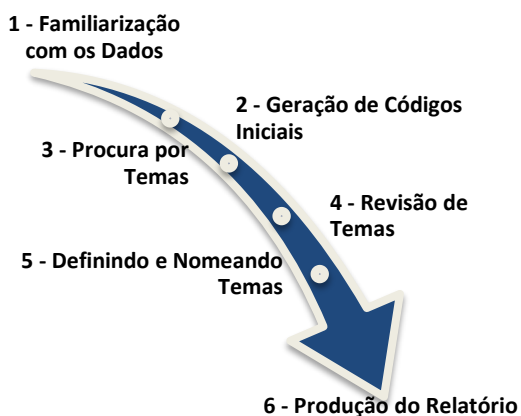 1 - Familiarização
com os Dados
2 - Geração de Códigos
Iniciais
3 - Procura por
Temas
4 - Revisão de
Temas
5 - Definindo e Nomeando
Temas
6 - Produção do Relatório